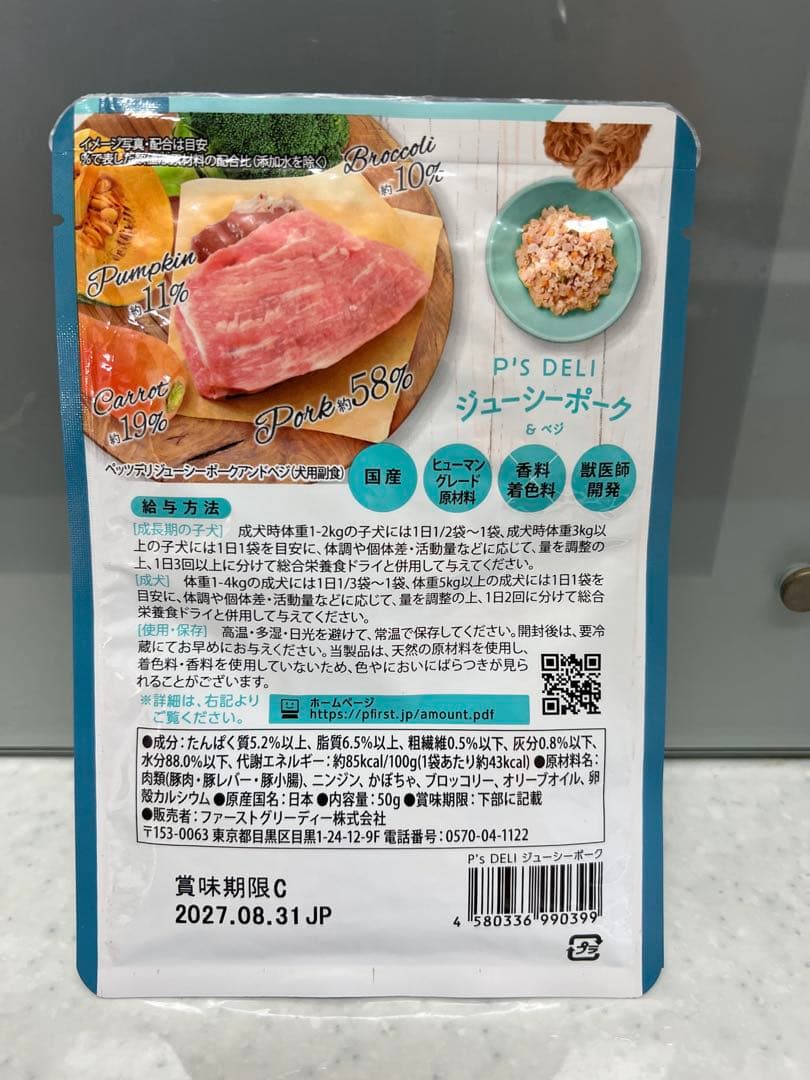 イメージ写真・配合は目安
%で表した
材料の配合比(添加水を除く)
Broccoli
約10%
Pumpkin
約11%
Carrot
約19%
Pork約58%
P'S DELI
ジューシーポーク
& ベジ
ペッツデリジューシーポークアンドベジ(犬用副食)
国産
ヒューマン
グレード
原材料
香料
着色料
獣医師
開発
給与方法
[成長期の子犬] 成犬時体重1-2kgの子犬には1日1/2袋〜1袋、成犬時体重3kg以
上の子犬には1日1袋を目安に、体調や個体差・活動量などに応じて、量を調整の
上、1日3回以上に分けて総合栄養食ドライと併用して与えてください。
[成犬] 体重1-4kgの成犬には1日1/3袋〜1袋、体重5kg以上の成犬には1日1袋を
目安に、体調や個体差・活動量などに応じて、量を調整の上、1日2回に分けて総合
栄養食ドライと併用して与えてください。
[使用・保存] 高温・多湿・日光を避けて、常温で保存してください。開封後は、要冷
蔵にてお早めにお与えください。当製品は、天然の原材料を使用し、
着色料・香料を使用していないため、色やにおいにばらつきが見ら
れることがございます。
※詳細は、右記より
ご覧ください。
ホームページ
https://pfirst.jp/amount.pdf
●成分:たんぱく質5.2%以上、脂質6.5%以上、粗繊維0.5%以下、灰分0.8%以下、
水分88.0%以下、代謝エネルギー:約85kcal/100g(1袋あたり約43kcal) ●原材料名:
肉類(豚肉・豚レバー・豚小腸)、ニンジン、かぼちゃ、ブロッコリー、オリーブオイル、卵
殻カルシウム ●原産国名:日本 ●内容量:50g ●賞味期限:下部に記載
●販売者:ファーストグリーディー株式会社
〒153-0063 東京都目黒区目黒1-24-12-9F 電話番号:0570-04-1122
P's DELI ジューシーポーク
賞味期限C
2027.08.31 JP
4 580336 990399
プラ